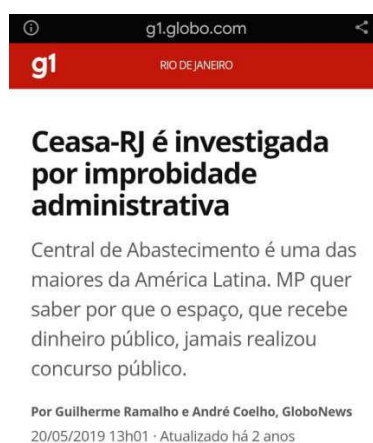 g1.globo.com
g1
RIO DE JANEIRO
Ceasa-RJ é investigada
por improbidade
administrativa
Central de Abastecimento é uma das
maiores da América Latina. MP quer
saber por que o espaço, que recebe
dinheiro público, jamais realizou
concurso público.
Por Guilherme Ramalho e André Coelho, GloboNews
20/05/2019 13h01 · Atualizado há 2 anos